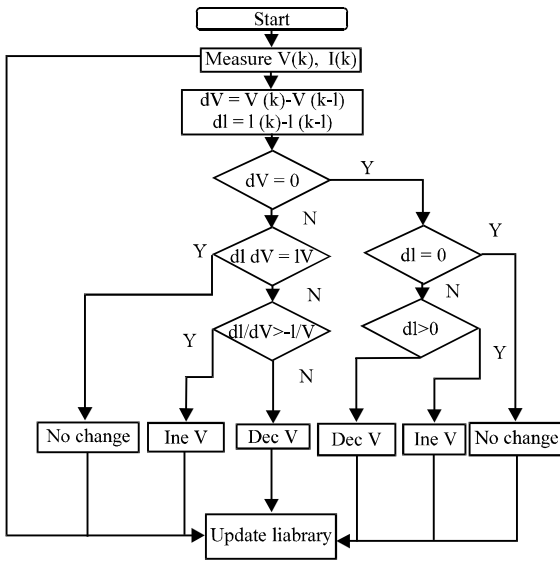 Start
Measure V(k), I(k)
dV = V (k)-V (k-l)
dl = l (k)-l (k-l)
dV = 0
Y
N
dl dV = lV
Y
N
dl = 0
Y
N
dl/dV>-l/V
Y
N
dl>0
Y
No change
Ine V
Dec V
Dec V
Ine V
No change
Update liabrary